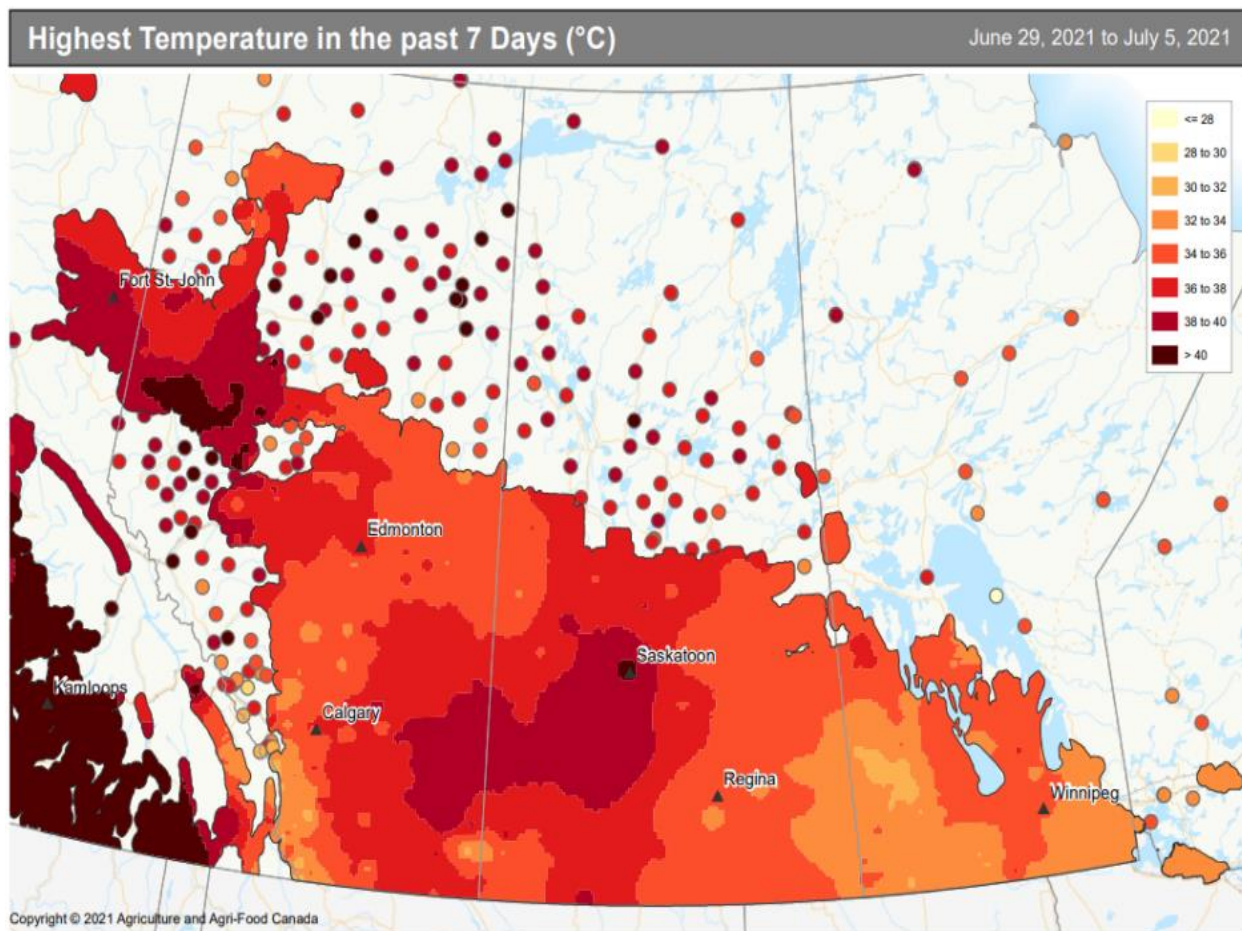 Highest Temperature in the past 7 Days (°C)
June 29, 2021 to July 5, 2021
<= 28
28 to 30
30 to 32
32 to 34
34 to 36
36 to 38
38 to 40
> 40
Fort St. John
Edmonton
Saskatoon
Kamloops
Calgary
Regina
Winnipeg
Copyright © 2021 Agriculture and Agri-Food Canada